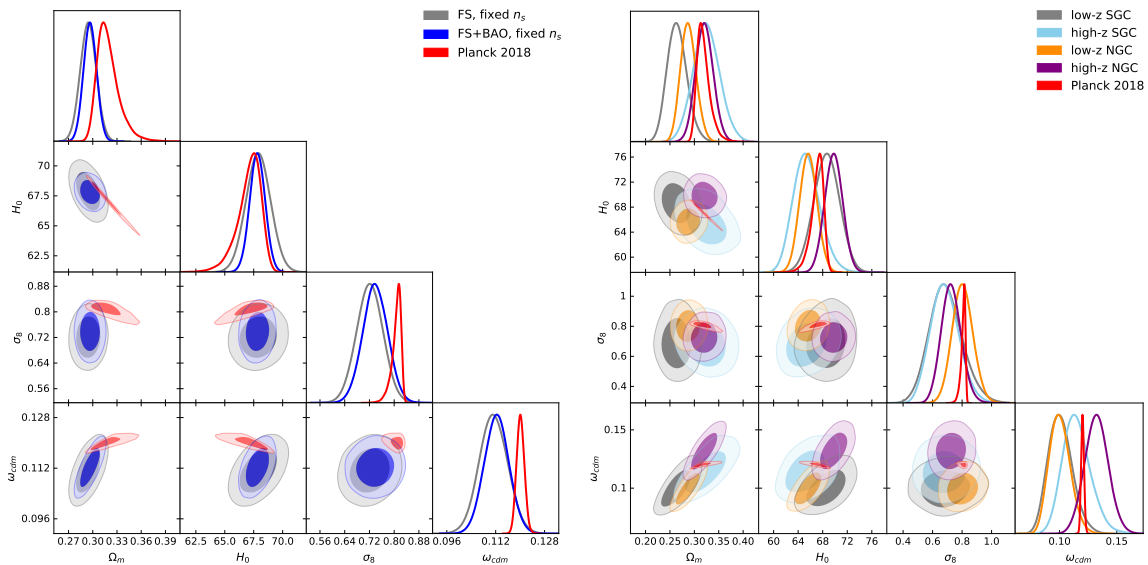 FS, fixed n_s
FS+BAO, fixed n_s
Planck 2018
70.0
67.5
65.0
62.5
H_0
0.88
0.80
0.72
0.64
0.56
σ_8
0.128
0.112
0.096
ω_cdm
0.27 0.30 0.33 0.36 0.39
Ω_m
62.5 65.0 67.5 70.0
H_0
0.56 0.64 0.72 0.80 0.88
σ_8
0.096 0.112 0.128
ω_cdm
low-z SGC
high-z SGC
low-z NGC
high-z NGC
Planck 2018
76
72
68
64
60
H_0
1
0.8
0.6
0.4
σ_8
0.15
0.1
ω_cdm
0.20 0.25 0.30 0.35 0.40
Ω_m
60 64 68 72 76
H_0
0.4 0.6 0.8 1.0
σ_8
0.10 0.15
ω_cdm